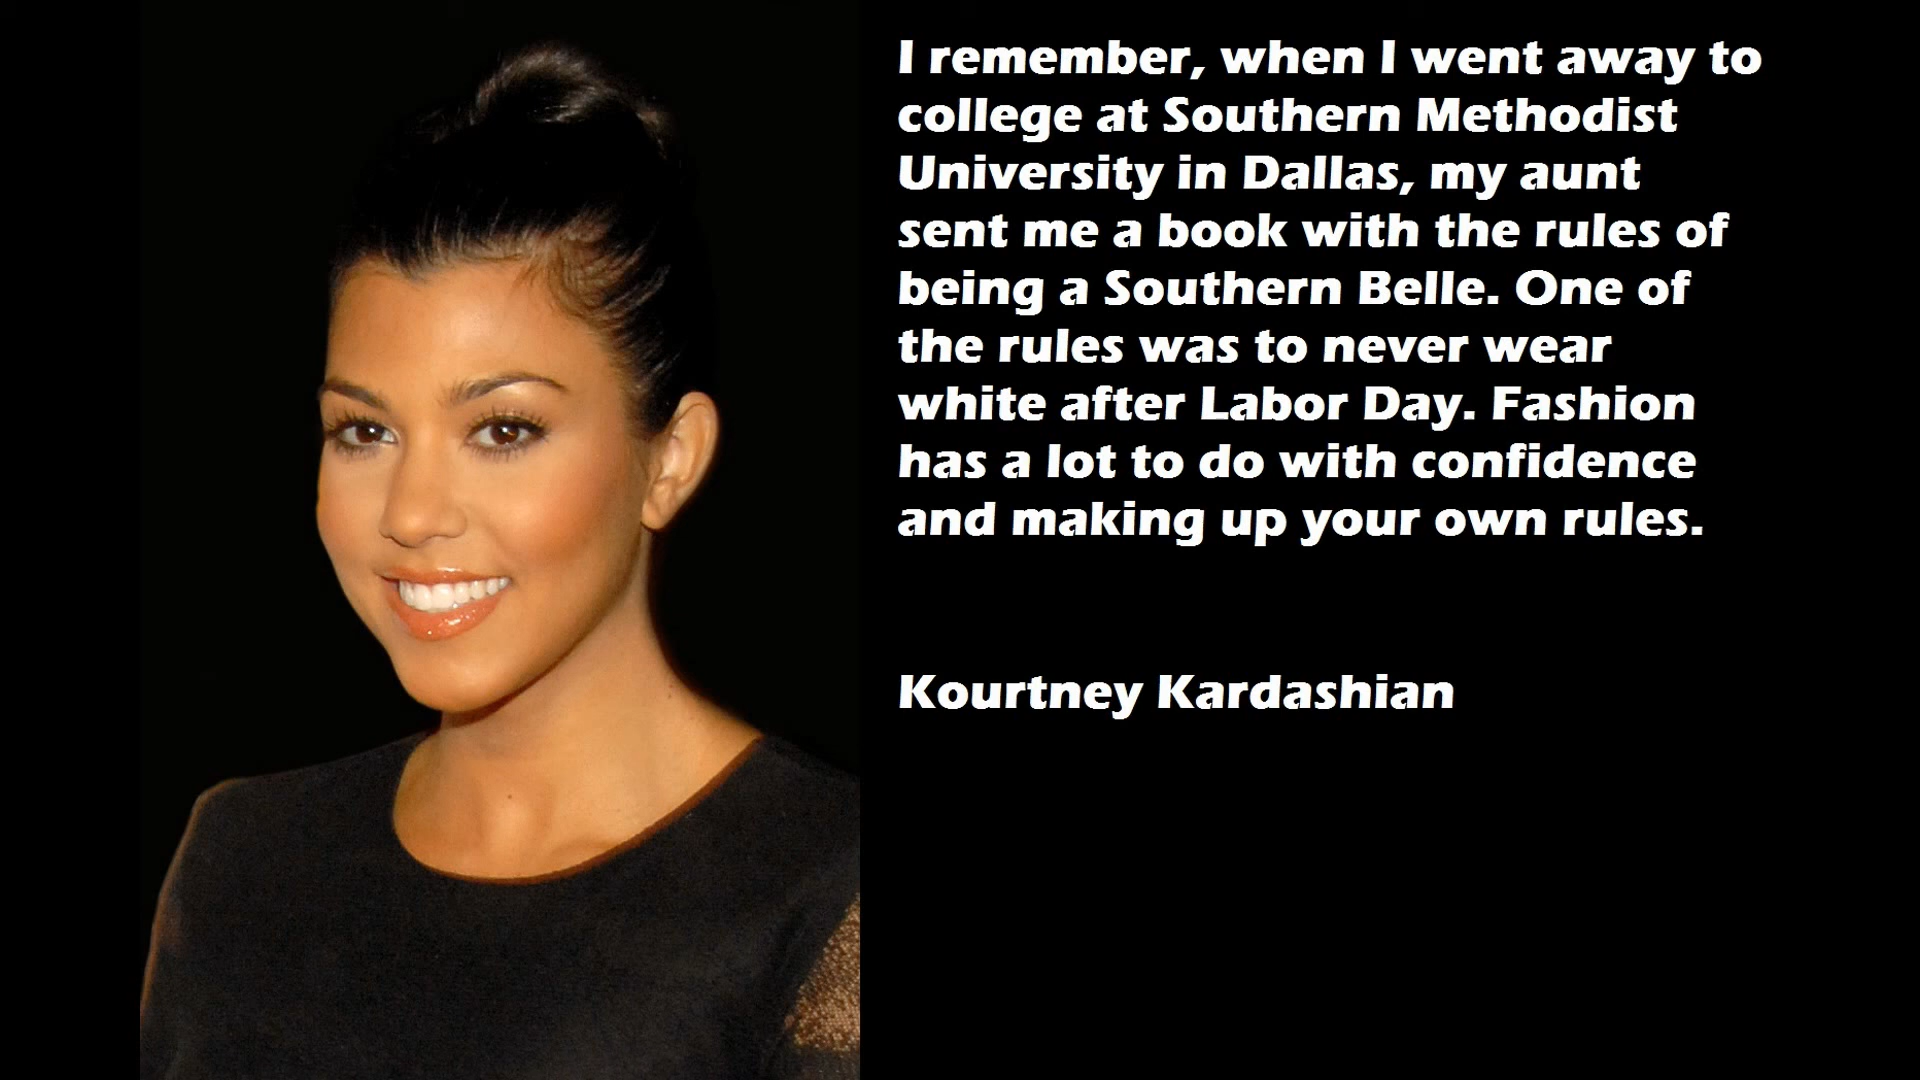 I remember, when I went away to
college at Southern Methodist
University in Dallas, my aunt
sent me a book with the rules of
being a Southern Belle. One of
the rules was to never wear
white after Labor Day. Fashion
has a lot to do with confidence
and making up your own rules.
Kourtney Kardashian